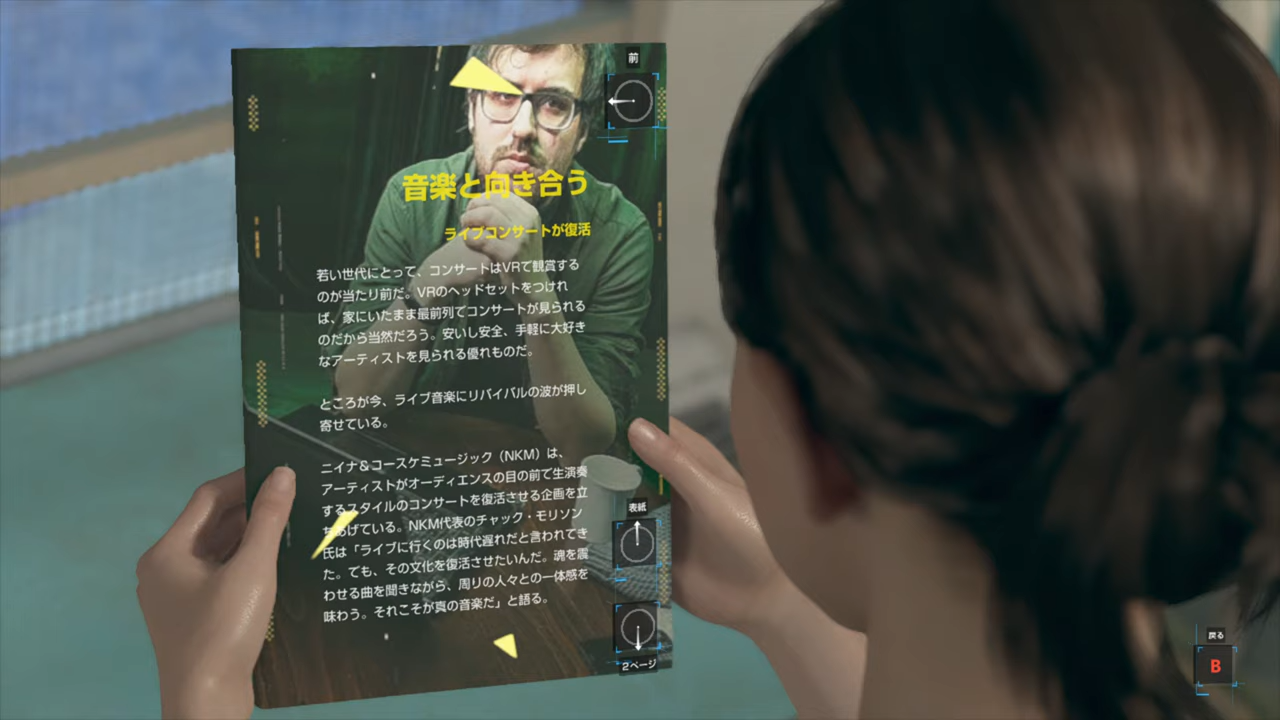 前
音楽と向き合う
ライブコンサートが復活
若い世代にとって、コンサートはVRで観賞する
のが当たり前だ。VRのヘッドセットをつけれ
ば、家にいたまま最前列でコンサートが見られる
のだから当然だろう。安いし安全、手軽に大好き
なアーティストを見られる優れものだ。
ところが今、ライブ音楽にリバイバルの波が押し
寄せている。
ニイナ&コースケミュージック（NKM）は、
アーティストがオーディエンスの目の前で生演奏
するスタイルのコンサートを復活させる企画を立
ちあげている。NKM代表のチャック・モリソン
氏は「ライブに行くのは時代遅れだと言われてき
た。でも、その文化を復活させたいんだ。魂を震
わせる曲を聞きながら、周りの人々との一体感を
味わう。それこそが真の音楽だ」と語る。
表紙
2ページ
戻る
B